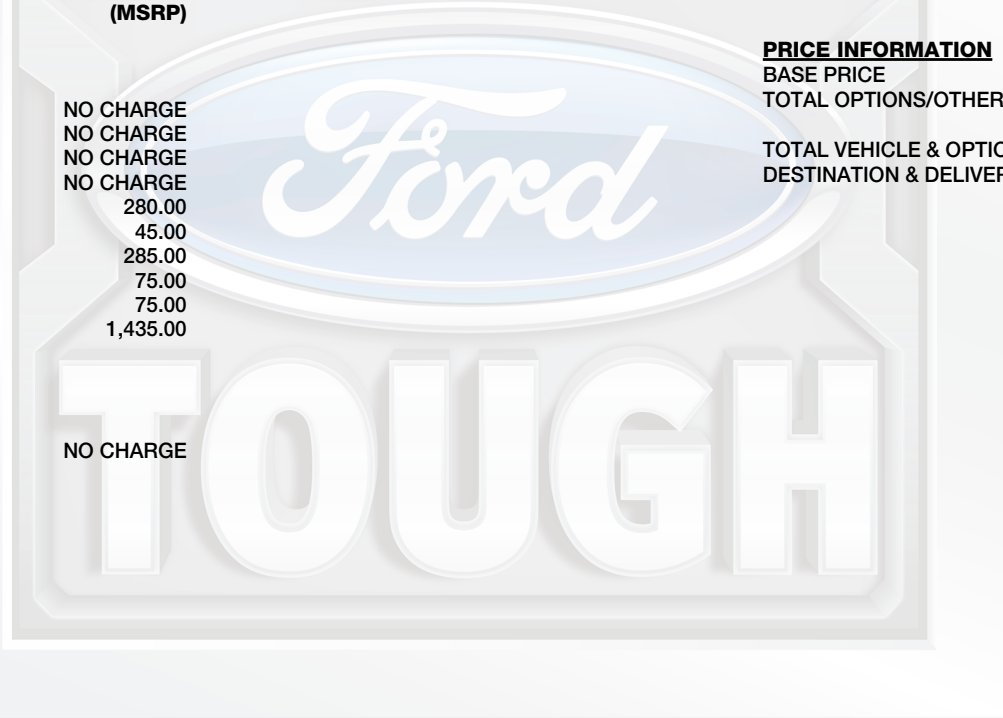 (MSRP)
NO CHARGE
NO CHARGE
NO CHARGE
NO CHARGE
280.00
45.00
285.00
75.00
75.00
1,435.00
NO CHARGE
PRICE INFORMATION
BASE PRICE
TOTAL OPTIONS/OTHER
TOTAL VEHICLE & OPTIO
DESTINATION & DELIVER
Ford
TOUGH